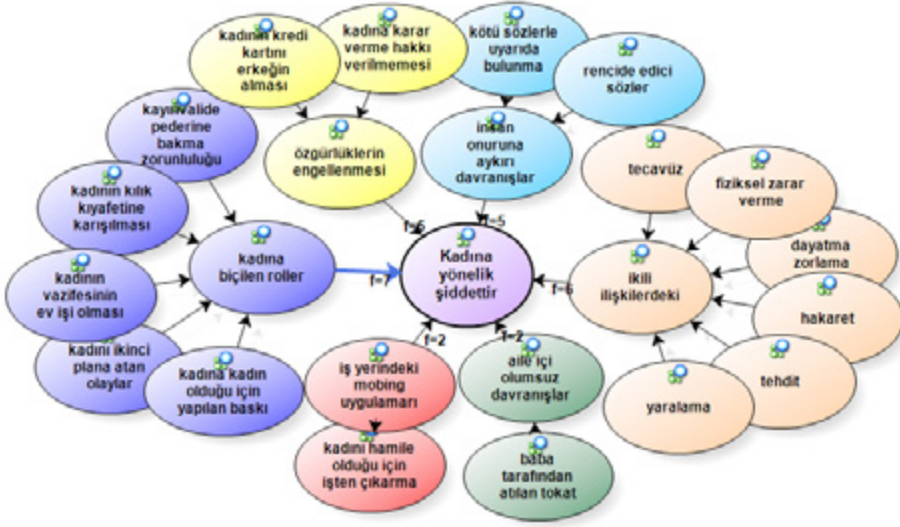 kadının kredi
kartını
erkeğin
alması
kadına karar
verme hakkı
verilmemesi
kötü sözlerle
uyarıda
bulunma
rencide edici
sözler
kayınvalide
pederine
bakma
zorunluluğu
özgürlüklerin
engellenmesi
insan
onuruna
aykırı
davranışlar
tecavüz
fiziksel zarar
verme
kadının kılık
kıyafetine
karışılması
kadına
biçilen roller
f=7
f=5
f=5
Kadına
yönelik
şiddettir
f=6
ikili
ilişkilerdeki
dayatma
zorlama
kadının
vazifesinin
ev işi olması
hakaret
kadını ikinci
plana atan
olaylar
kadına kadın
olduğu için
yapılan baskı
f=2
f=2
iş yerindeki
mobing
uygulamarı
aile içi
olumsuz
davranışlar
yaralama
tehdit
kadını hamile
olduğu için
işten çıkarma
baba
tarafından
atılan tokat